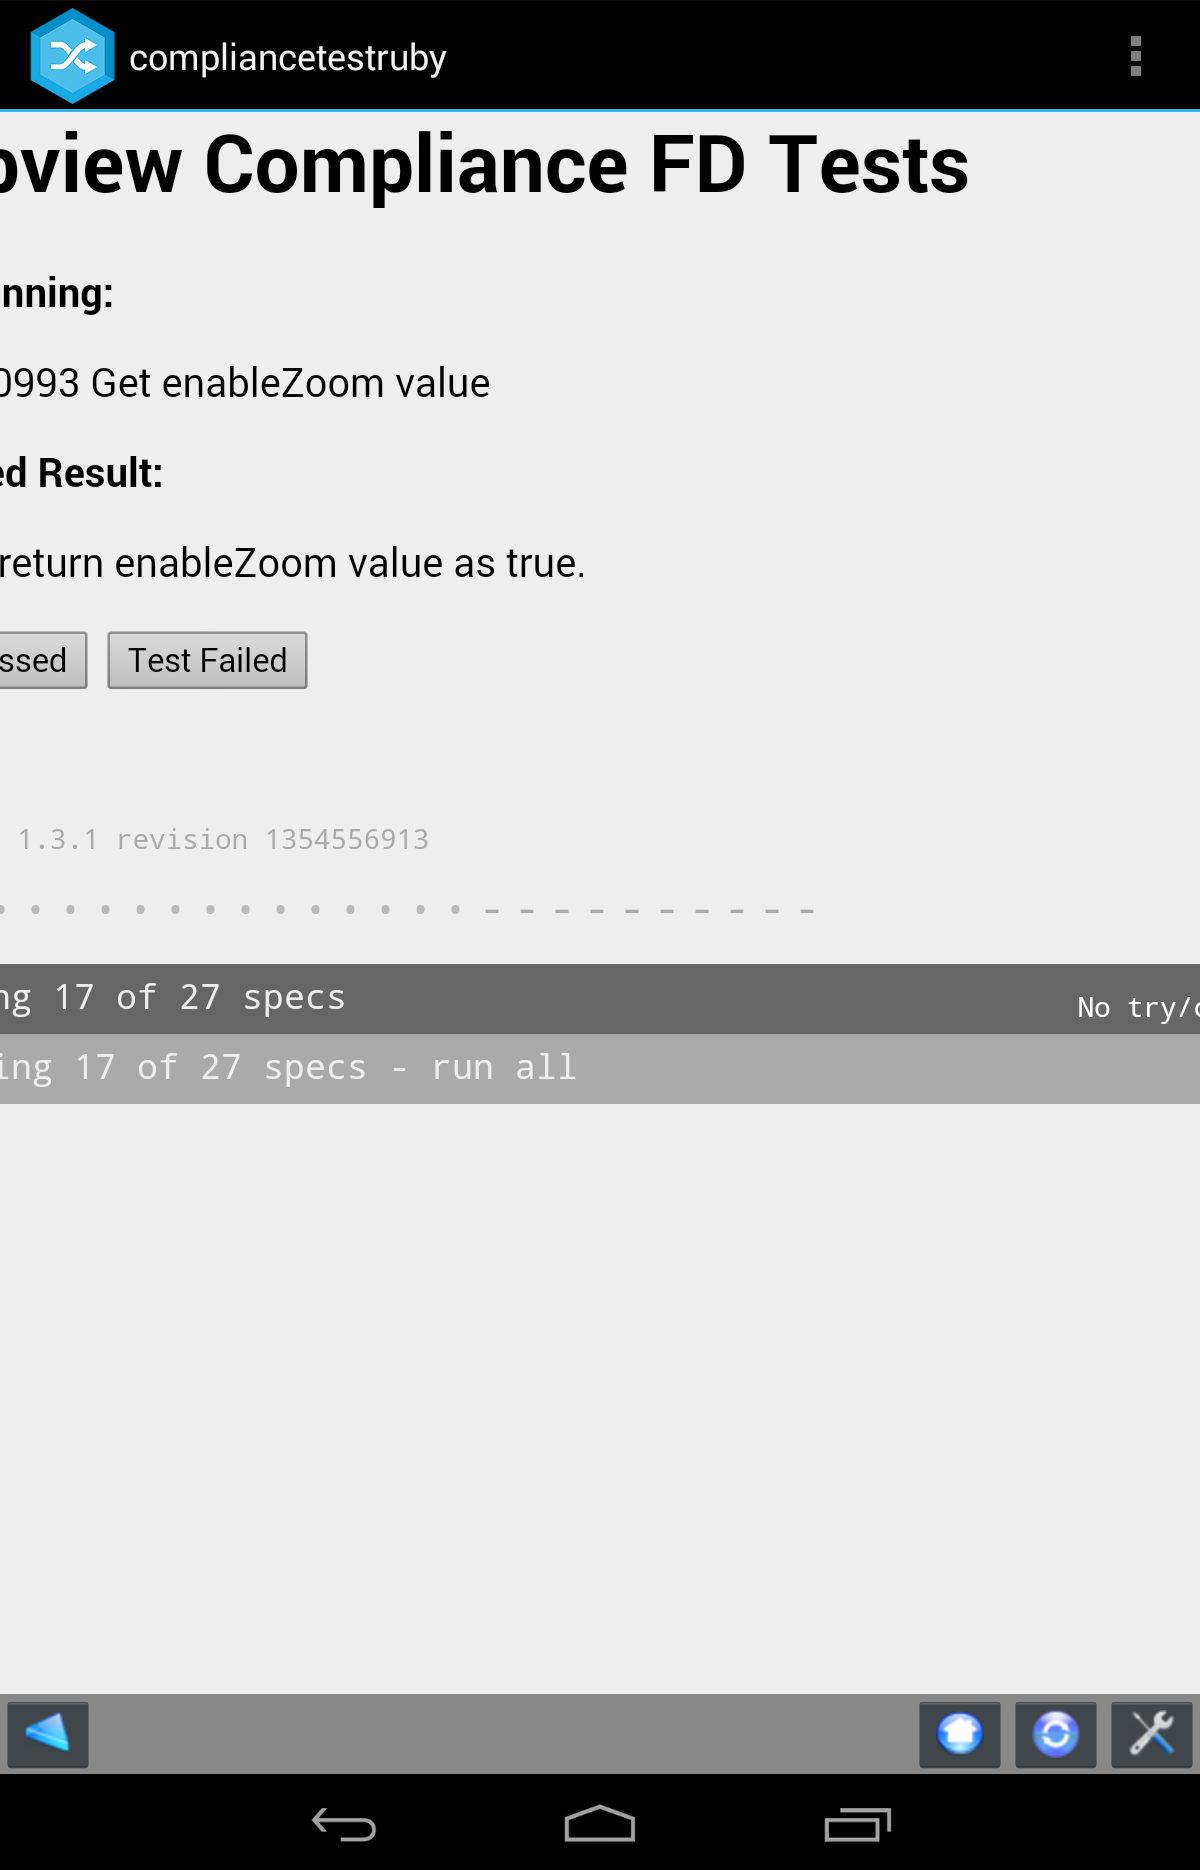 compliancetestruby
view Compliance FD Tests
nning:
0993 Get enableZoom value
ed Result:
return enableZoom value as true.
ssed Test Failed
1.3.1 revision 1354556913
• • • • • • • • • • • • • • - - - - - - - - - -
ng 17 of 27 specs No try/c
ing 17 of 27 specs - run all